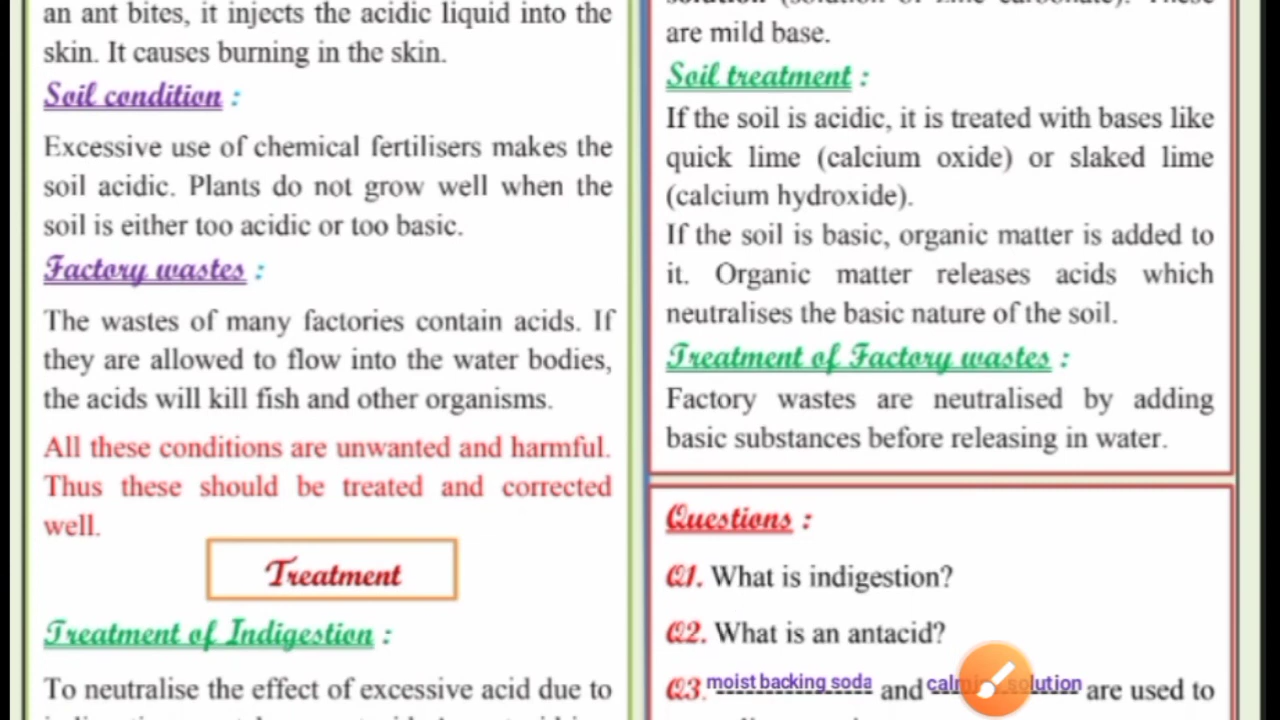 an ant bites, it injects the acidic liquid into the
skin. It causes burning in the skin.
Soil condition :
Excessive use of chemical fertilisers makes the
soil acidic. Plants do not grow well when the
soil is either too acidic or too basic.
Factory wastes :
The wastes of many factories contain acids. If
they are allowed to flow into the water bodies,
the acids will kill fish and other organisms.
All these conditions are unwanted and harmful.
Thus these should be treated and corrected
well.
Treatment
Treatment of Indigestion :
To neutralise the effect of excessive acid due to
are mild base.
Soil treatment :
If the soil is acidic, it is treated with bases like
quick lime (calcium oxide) or slaked lime
(calcium hydroxide).
If the soil is basic, organic matter is added to
it. Organic matter releases acids which
neutralises the basic nature of the soil.
Treatment of Factory wastes :
Factory wastes are neutralised by adding
basic substances before releasing in water.
Questions :
Q1. What is indigestion?
Q2. What is an antacid?
Q3. moist backing soda and solution are used to